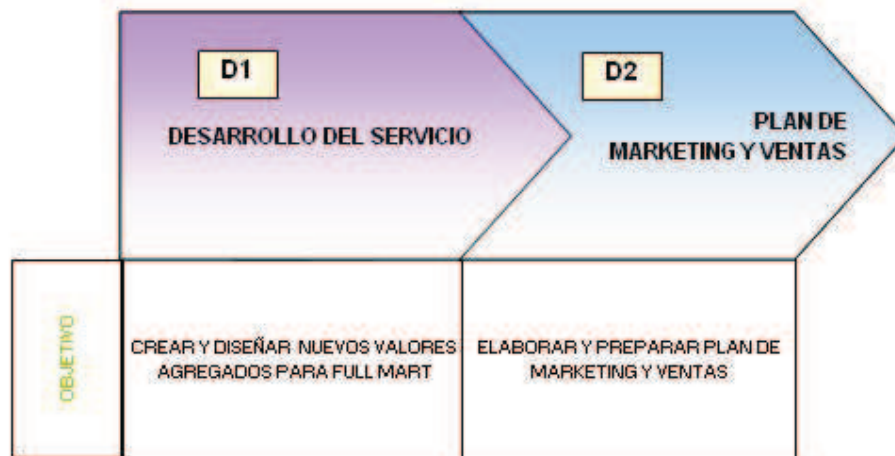 D1
DESARROLLO DEL SERVICIO
D2
PLAN DE
MARKETING Y VENTAS
OBJETIVO
CREAR Y DISEÑAR NUEVOS VALORES
AGREGADOS PARA FULL MART
ELABORAR Y PREPARAR PLAN DE
MARKETING Y VENTAS